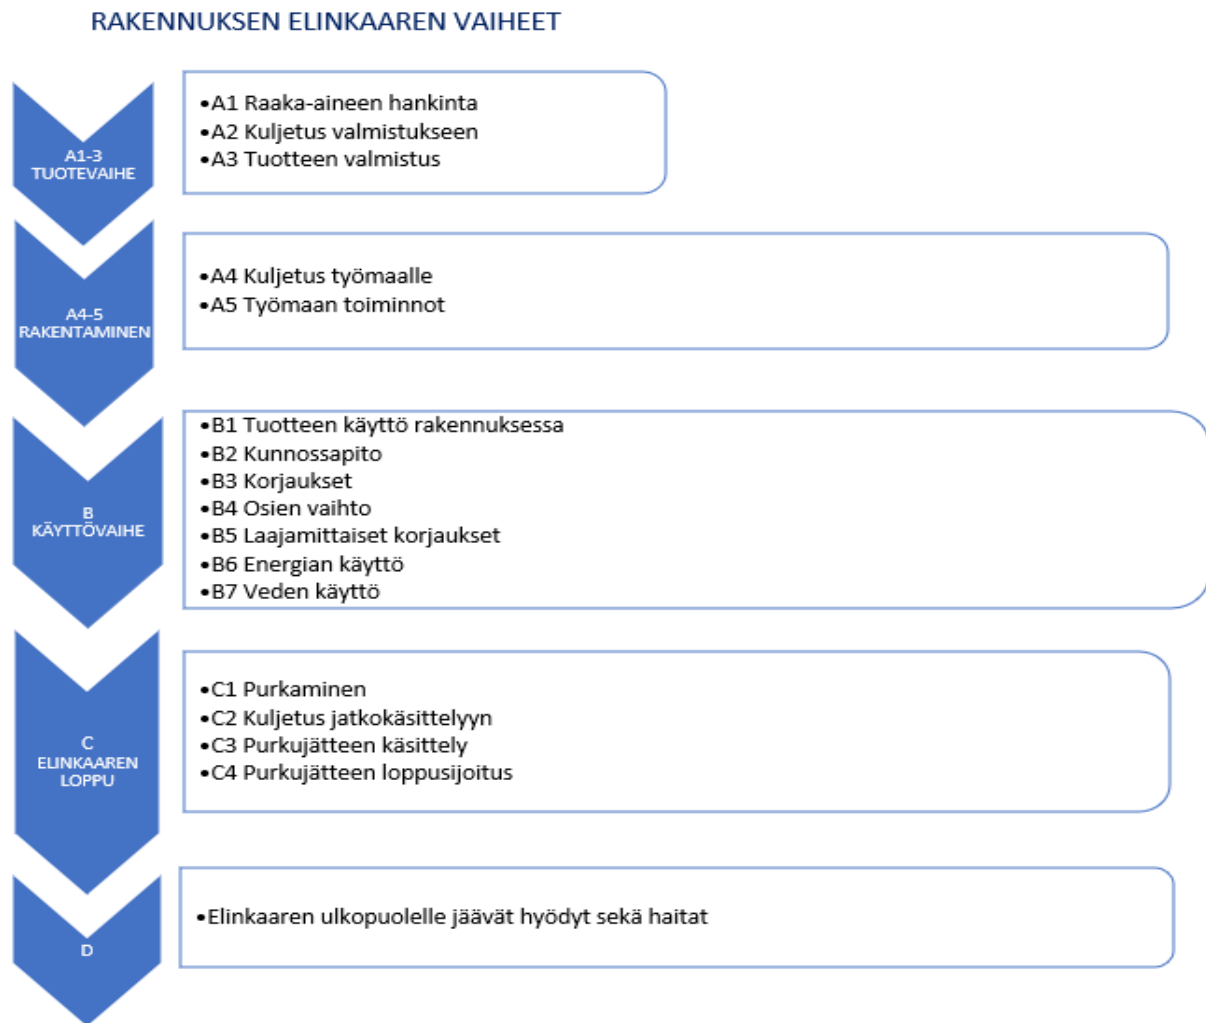 RAKENNUKSEN ELINKAAREN VAIHEET
A1-3
TUOTEVAIHE
•A1 Raaka-aineen hankinta
•A2 Kuljetus valmistukseen
•A3 Tuotteen valmistus
A4-5
RAKENTAMINEN
•A4 Kuljetus työmaalle
•A5 Työmaan toiminnot
B
KÄYTTÖVAIHE
•B1 Tuotteen käyttö rakennuksessa
•B2 Kunnossapito
•B3 Korjaukset
•B4 Osien vaihto
•B5 Laajamittaiset korjaukset
•B6 Energian käyttö
•B7 Veden käyttö
C
ELINKAAREN
LOPPU
•C1 Purkaminen
•C2 Kuljetus jatkokäsittelyyn
•C3 Purkujätteen käsittely
•C4 Purkujätteen loppusijoitus
D
•Elinkaaren ulkopuolelle jäävät hyödyt sekä haitat